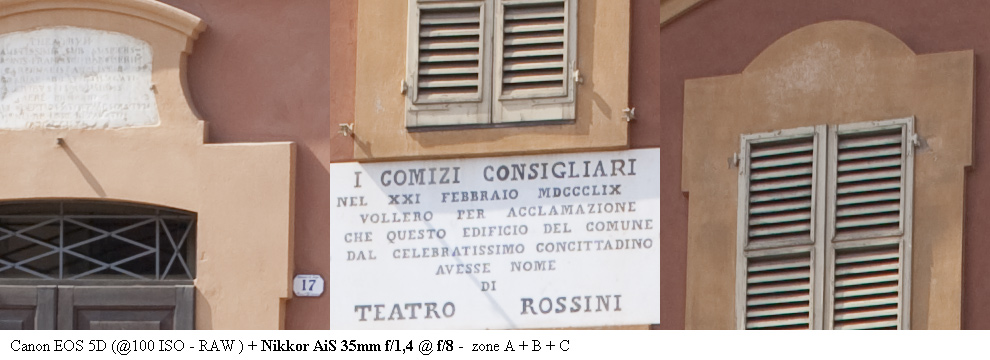 17
I COMIZI CONSIGLIARI
NEL XXI FEBBRAIO MDCCCLIX
VOLLERO PER ACCLAMAZIONE
CHE QUESTO EDIFICIO DEL COMUNE
DAL CELEBRATISSIMO CONCITTADINO
AVESSE NOME
DI
TEATRO ROSSINI
Canon EOS 5D (@100 ISO - RAW ) + Nikkor AiS 35mm f/1,4 @ f/8 - zone A + B + C